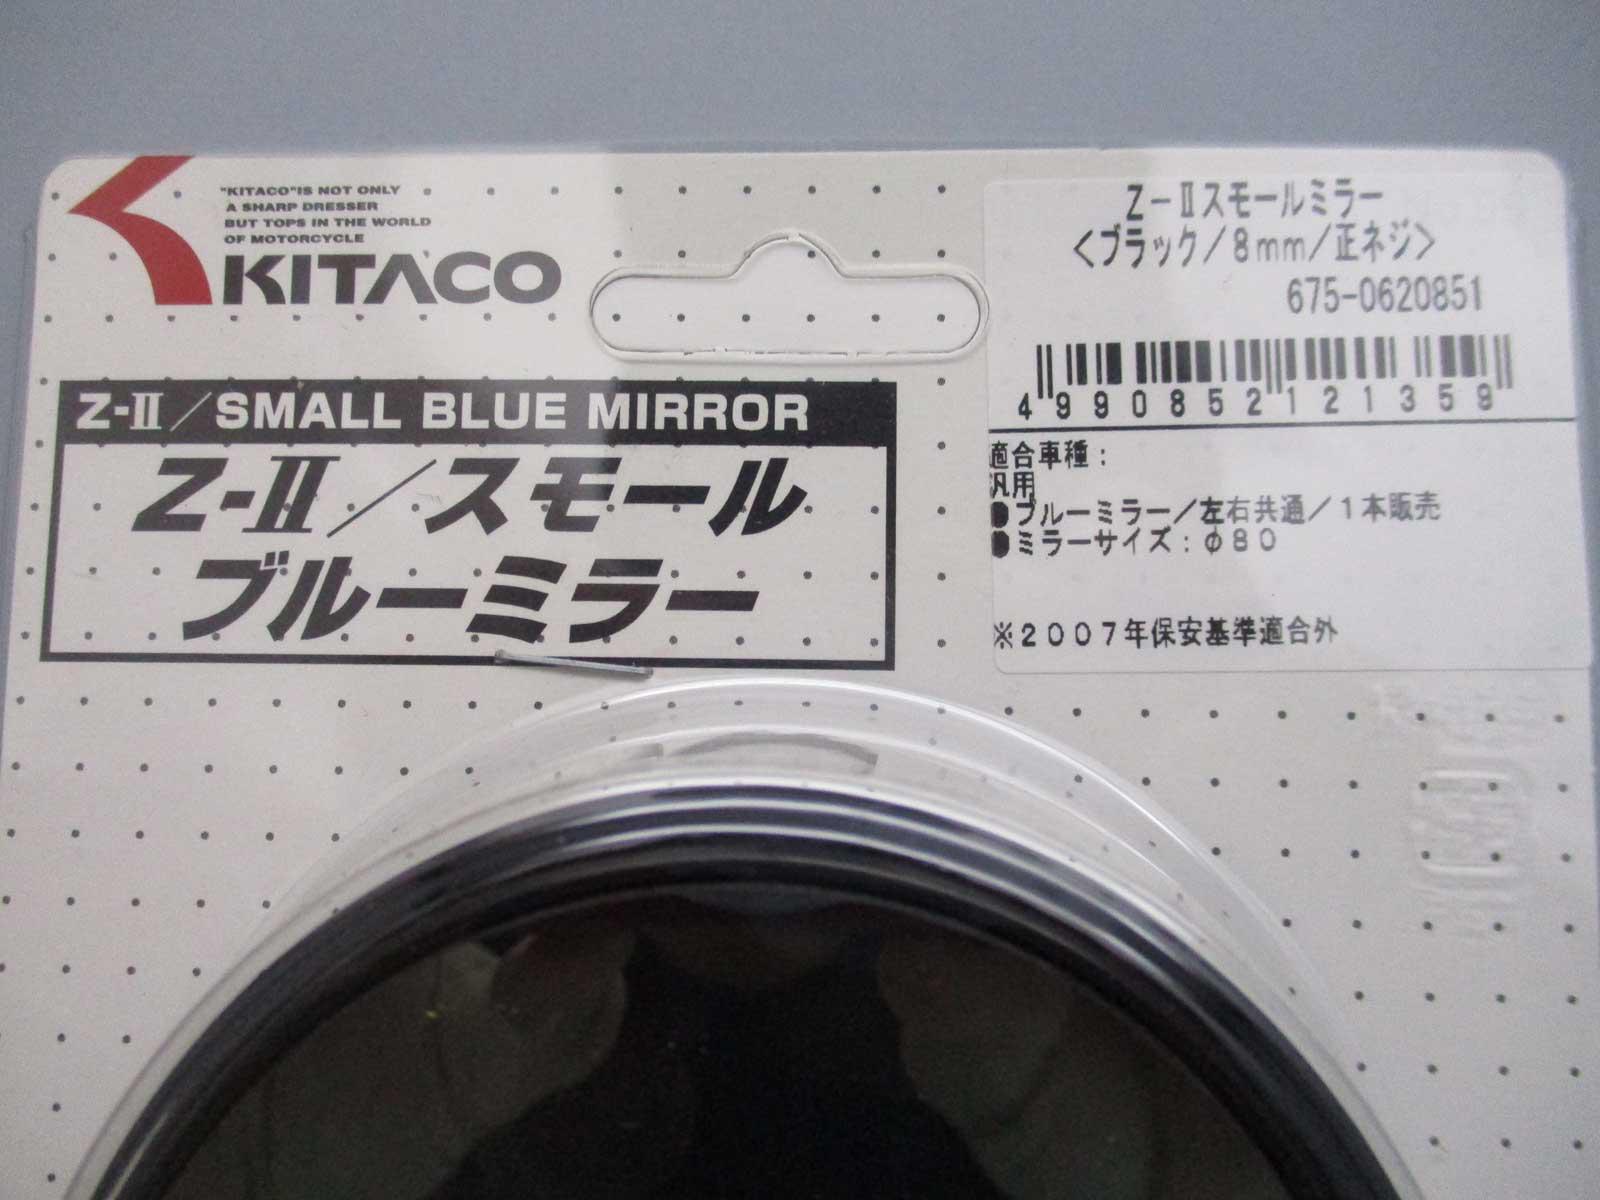 "KITACO"IS NOT ONLY
A SHARP DRESSER
BUT TOPS IN THE WORLD
OF MOTORCYCLE
KITACO
Z-II/SMALL BLUE MIRROR
Z-II/スモール
ブルーミラー
Z-Ⅱスモールミラー
<ブラック/8mm/正ネジ>
675-0620851
4990852121359
適合車種:
汎用
●ブルーミラー/左右共通/1本販売
●ミラーサイズ:φ80
※2007年保安基準適合外